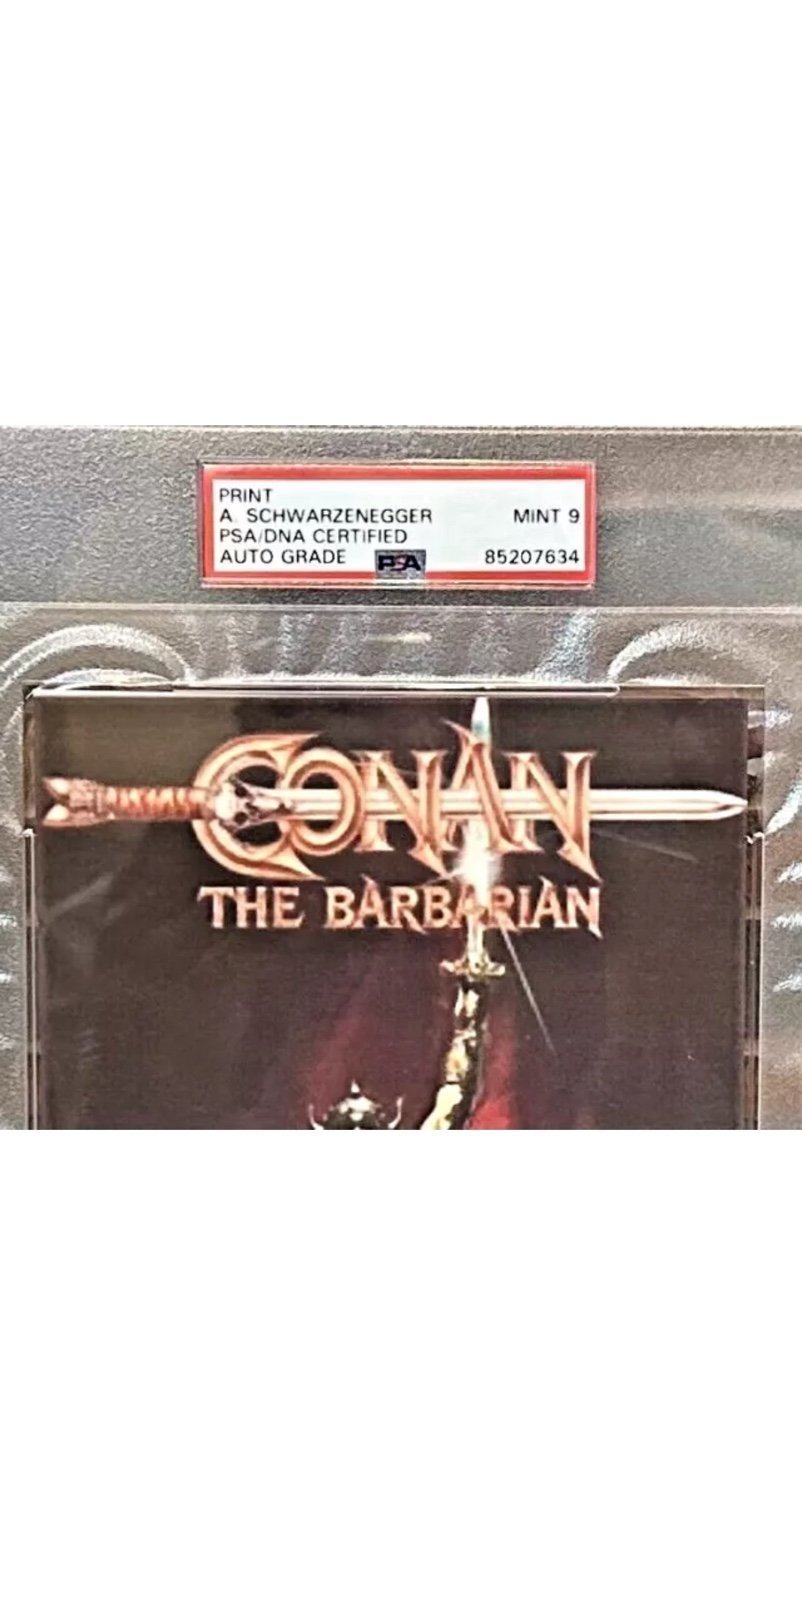 PRINT
A. SCHWARZENEGGER MINT 9
PSA/DNA CERTIFIED
AUTO GRADE PSA 85207634
CONAN
THE BARBARIAN